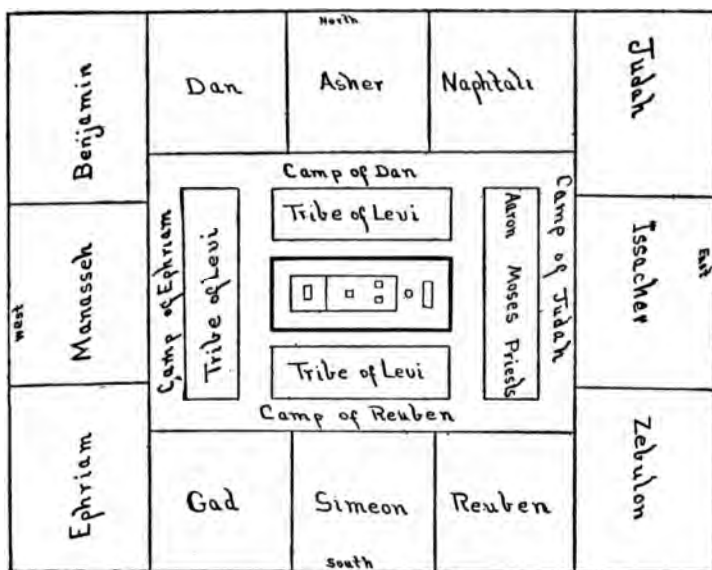 North
Benjamin
Dan
Asher
Naphtali
Judah
Camp of Dan
Tribe of Levi
Camp of Ephriam
Tribe of Levi
Aaron Moses Priests
Camp of Judah
Manasseh
West
Issacher
East
Tribe of Levi
Camp of Reuben
Ephriam
Gad
Simeon
Reuben
Zebulon
South